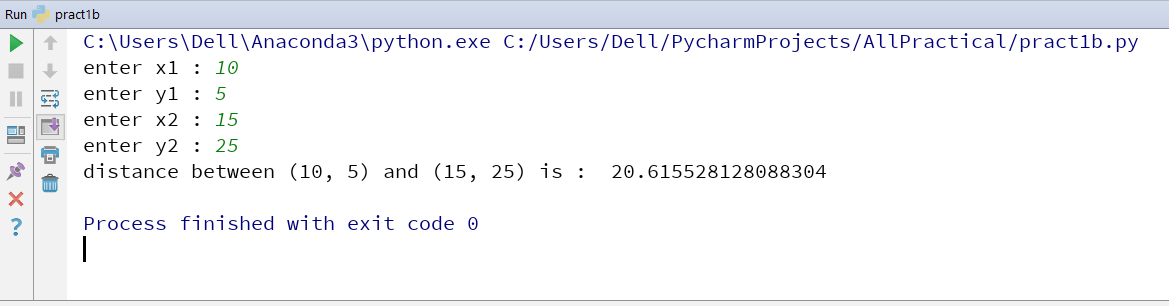 Run pract1b
C:\Users\Dell\Anaconda3\python.exe C:/Users/Dell/PycharmProjects/AllPractical/pract1b.py
enter x1 : 10
enter y1 : 5
enter x2 : 15
enter y2 : 25
distance between (10, 5) and (15, 25) is :  20.615528128088304
Process finished with exit code 0